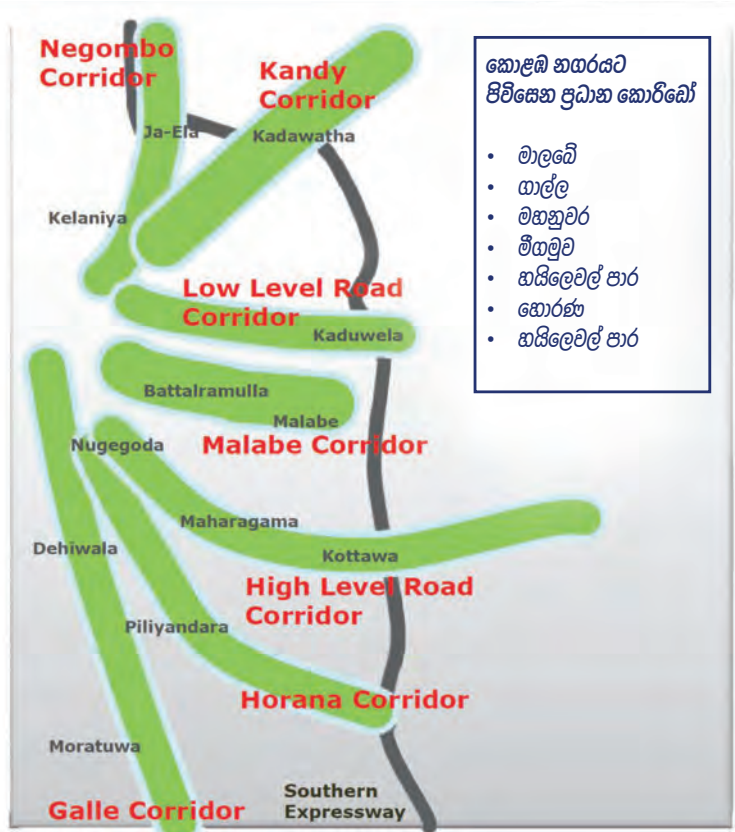 Negombo
Corridor
Kandy
Corridor
Ja-Ela
Kadawatha
Kelaniya
Low Level Road
Corridor
Kaduwela
Battalramulla
Malabe
Nugegoda
Malabe Corridor
Maharagama
Dehiwala
Kottawa
High Level Road
Corridor
Piliyandara
Horana Corridor
Moratuwa
Southern
Expressway
Galle Corridor
කොළඹ නගරයට
පිවිසෙන ප්‍රධාන කොරිඩෝ
• මාලබේ
• ගාල්ල
• මහනුවර
• මීගමුව
• හයිලෙවල් පාර
• හොරණ
• හයිලෙවල් පාර